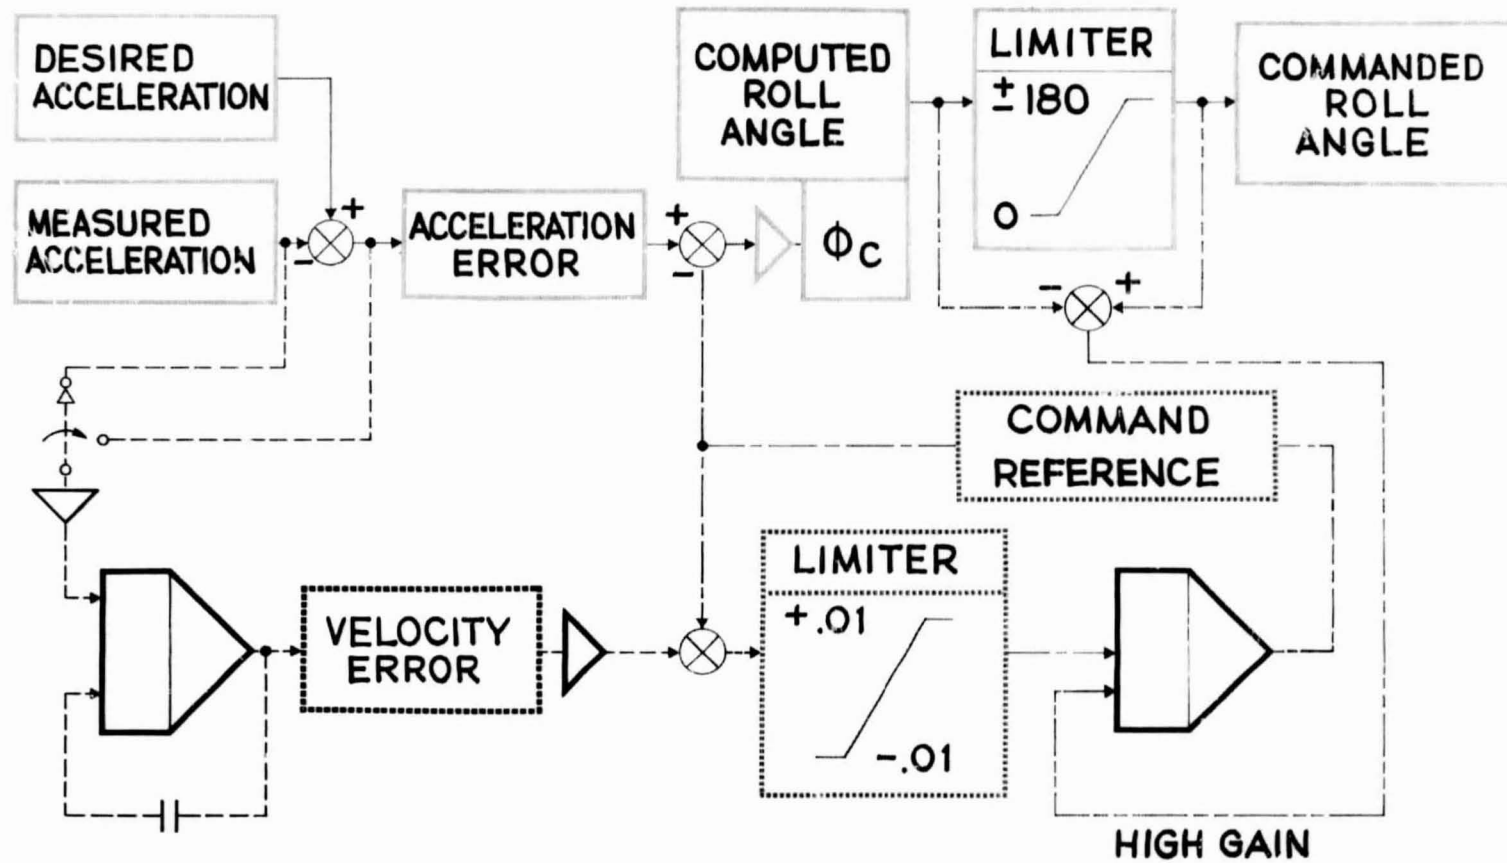 DESIRED
ACCELERATION
MEASURED
ACCELERATION
+
-
ACCELERATION
ERROR
+
-
COMPUTED
ROLL
ANGLE
ΦC
LIMITER
±180
0
COMMANDED
ROLL
ANGLE
-
+
COMMAND
REFERENCE
VELOCITY
ERROR
LIMITER
+.01
-.01
HIGH GAIN